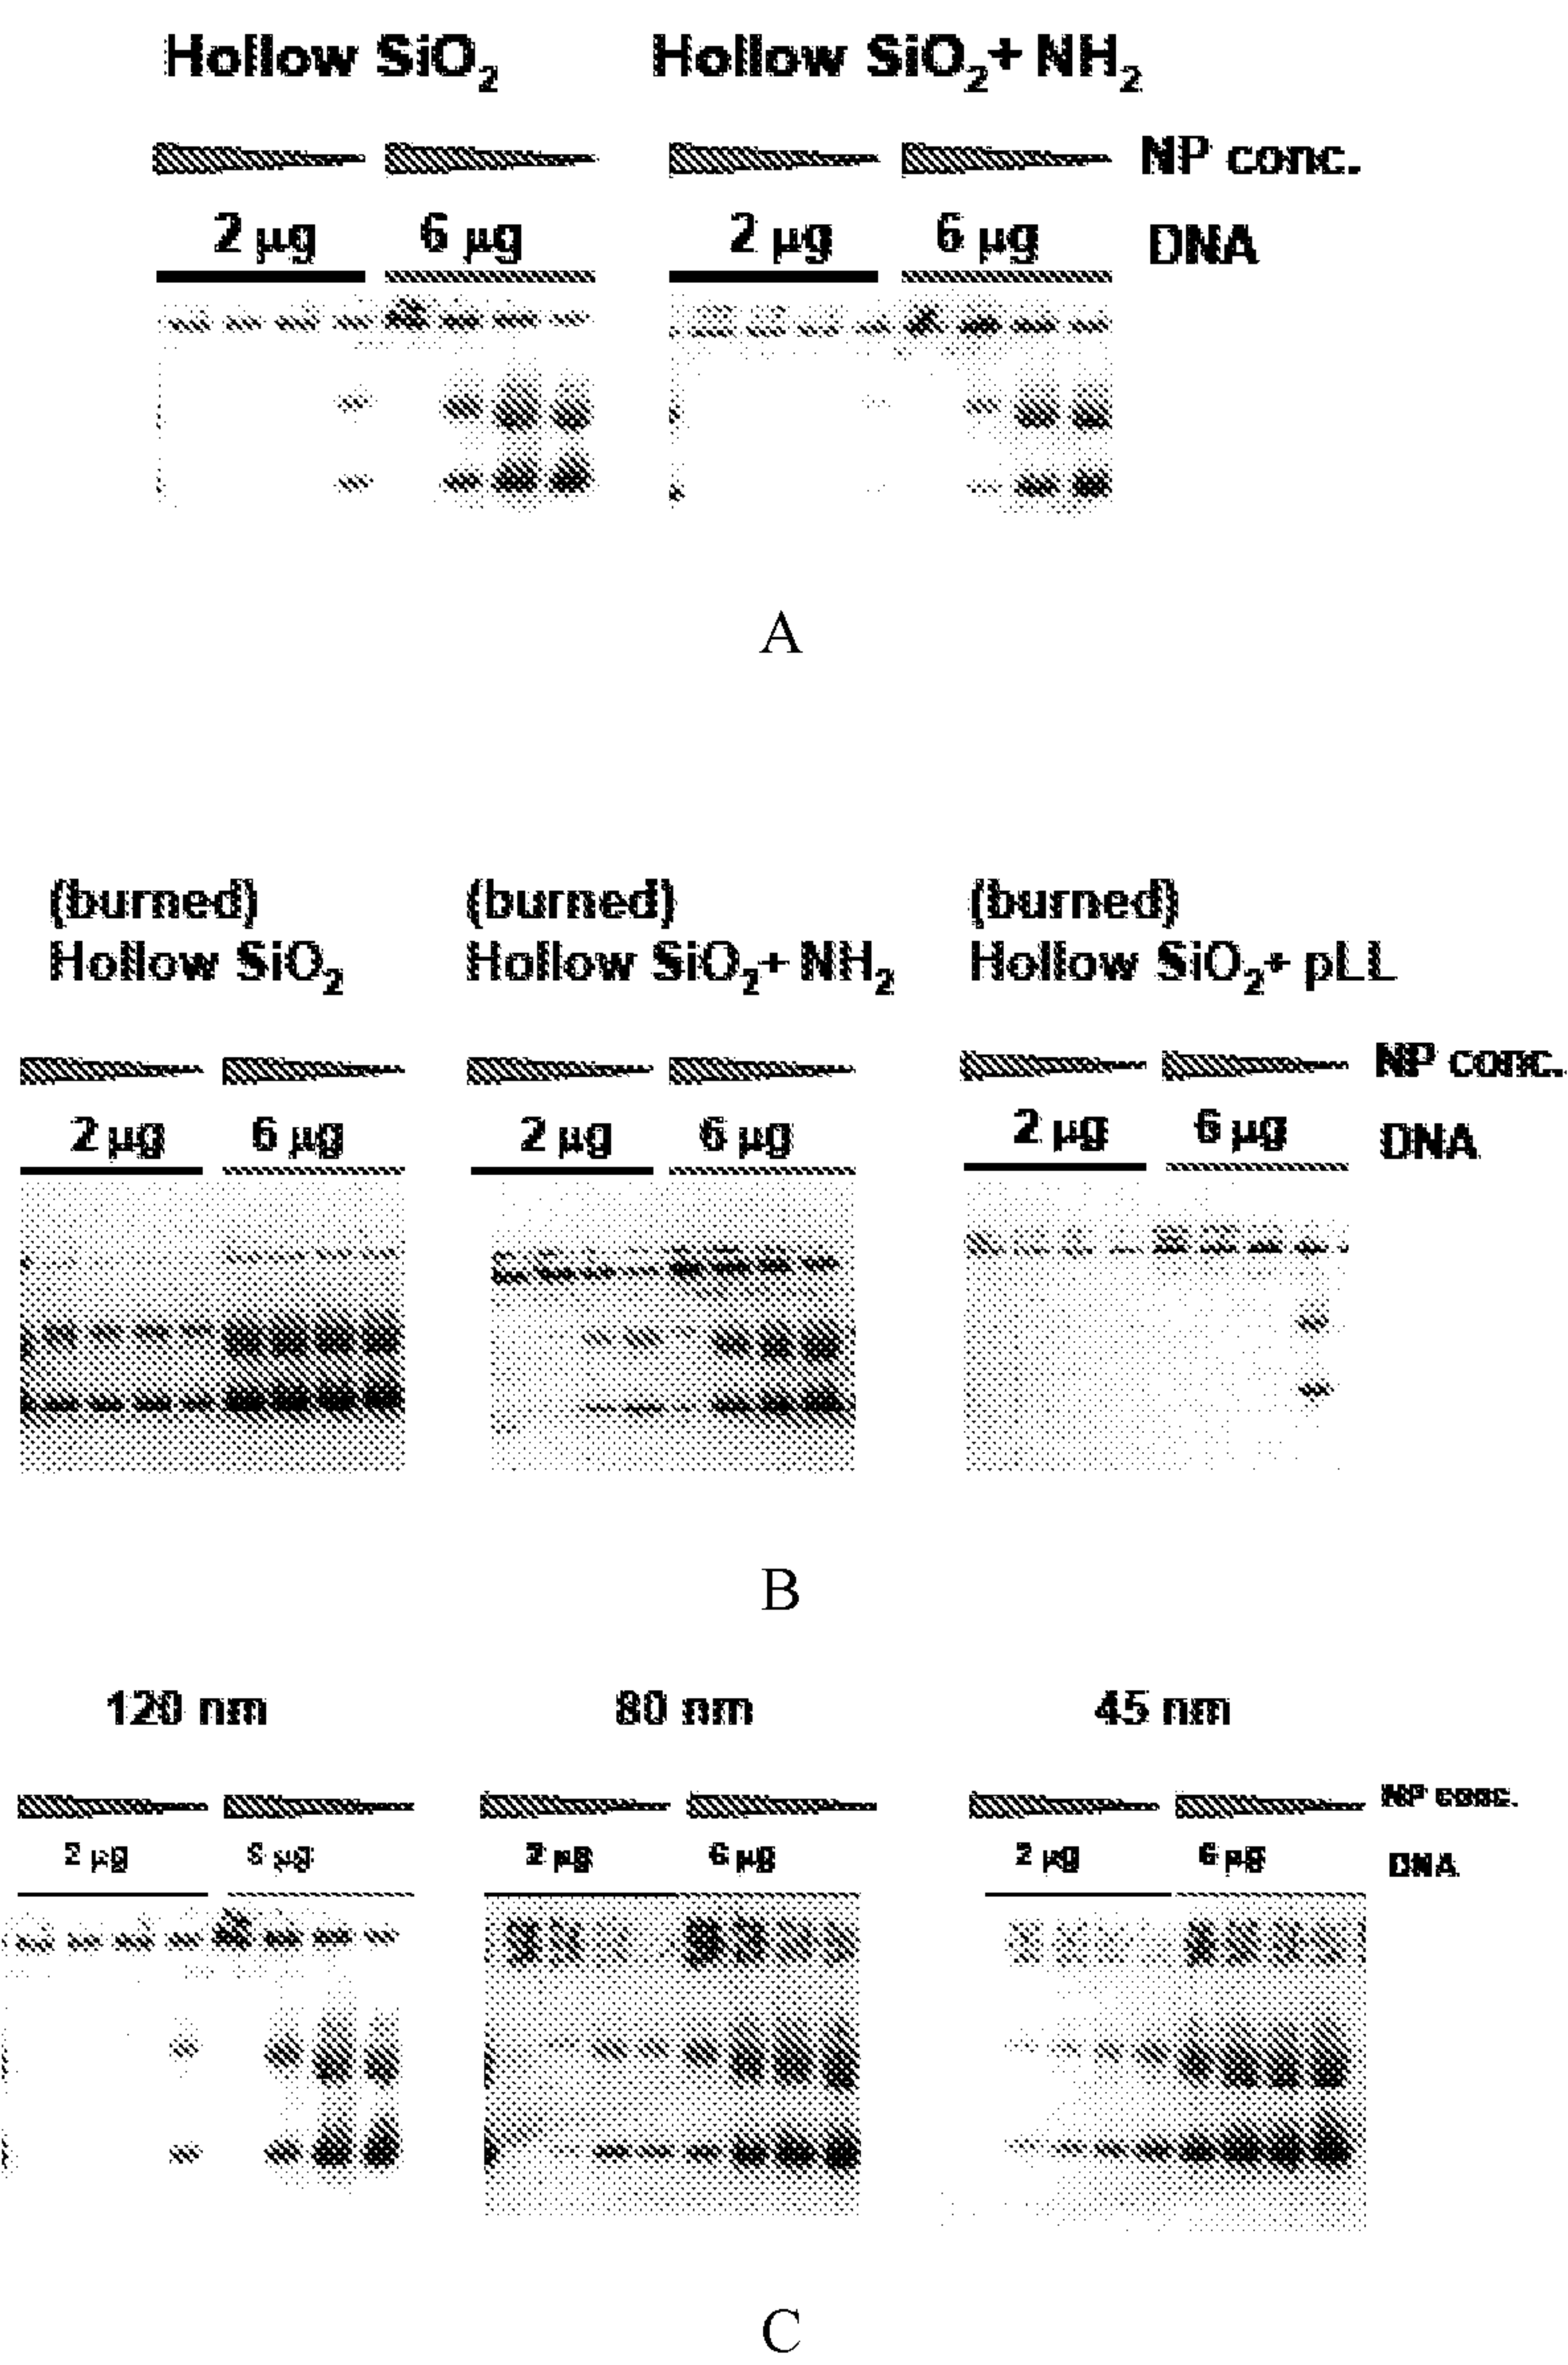 Hollow SiO₂ Hollow SiO₂+ NH₂
NP conc.
2 µg 6 µg 2 µg 6 µg DNA
A
(burned) (burned) (burned)
Hollow SiO₂ Hollow SiO₂+ NH₂ Hollow SiO₂+ pLL
NP conc.
2 µg 6 µg 2 µg 6 µg 2 µg 6 µg DNA
B
120 nm 80 nm 45 nm
NP conc.
2 µg 6 µg 2 µg 6 µg 2 µg 6 µg DNA
C